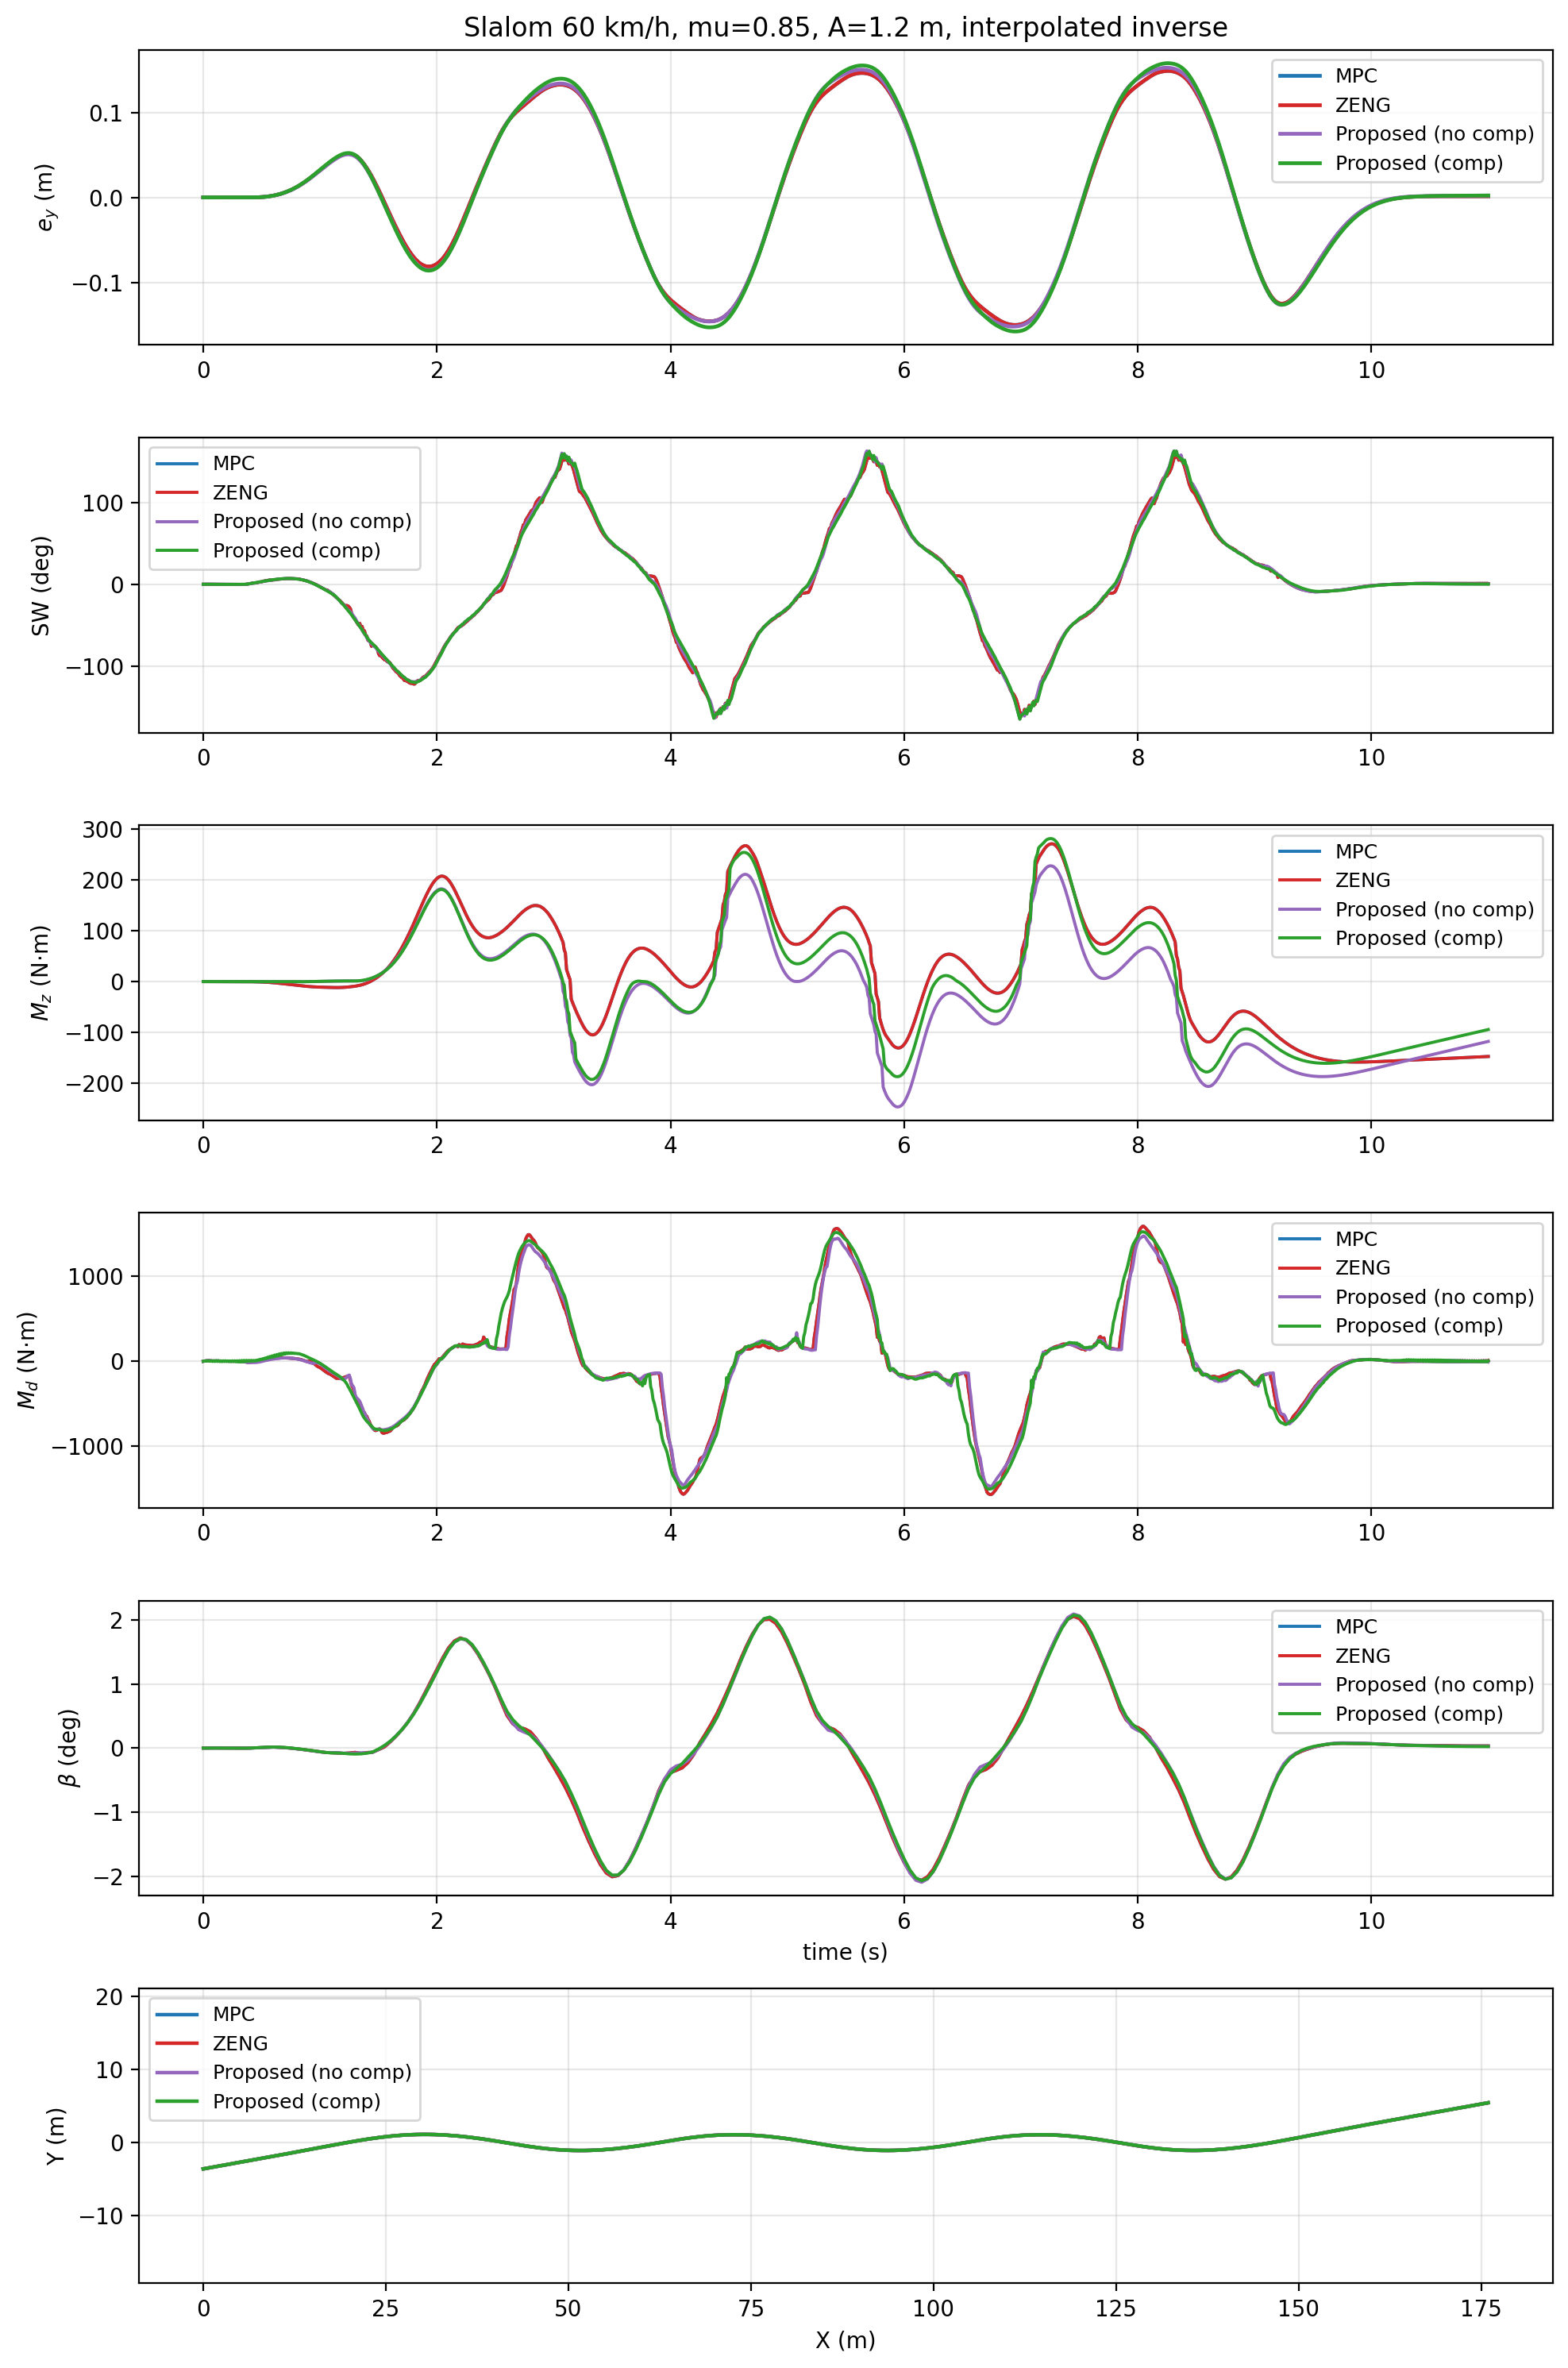 Slalom 60 km/h, mu=0.85, A=1.2 m, interpolated inverse
e_y (m)
0.1
0.0
−0.1
MPC
ZENG
Proposed (no comp)
Proposed (comp)
0 2 4 6 8 10
SW (deg)
100
0
−100
MPC
ZENG
Proposed (no comp)
Proposed (comp)
0 2 4 6 8 10
M_z (N·m)
300
200
100
0
−100
−200
MPC
ZENG
Proposed (no comp)
Proposed (comp)
0 2 4 6 8 10
M_d (N·m)
1000
0
−1000
MPC
ZENG
Proposed (no comp)
Proposed (comp)
0 2 4 6 8 10
β (deg)
2
1
0
−1
−2
MPC
ZENG
Proposed (no comp)
Proposed (comp)
0 2 4 6 8 10
time (s)
Y (m)
20
10
0
−10
MPC
ZENG
Proposed (no comp)
Proposed (comp)
0 25 50 75 100 125 150 175
X (m)